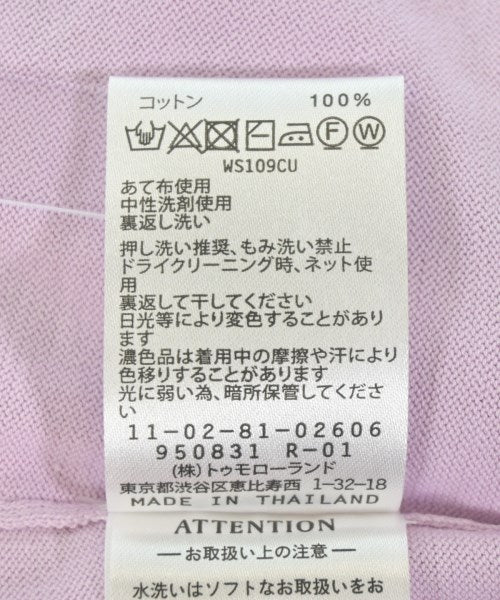 コットン 100%
F W
WS109CU
あて布使用
中性洗剤使用
裏返し洗い
押し洗い推奨、もみ洗い禁止
ドライクリーニング時、ネット使
用
裏返して干してください
日光等により変色することがあり
ます
濃色品は着用中の摩擦や汗により
色移りすることがあります
光に弱い為、暗所保管してくださ
い
11-02-81-02606
950831 R-01
(株)トゥモローランド
東京都渋谷区恵比寿西 1-32-18
MADE IN THAILAND
ATTENTION
—お取扱い上の注意—
水洗いはソフトなお取扱いをお